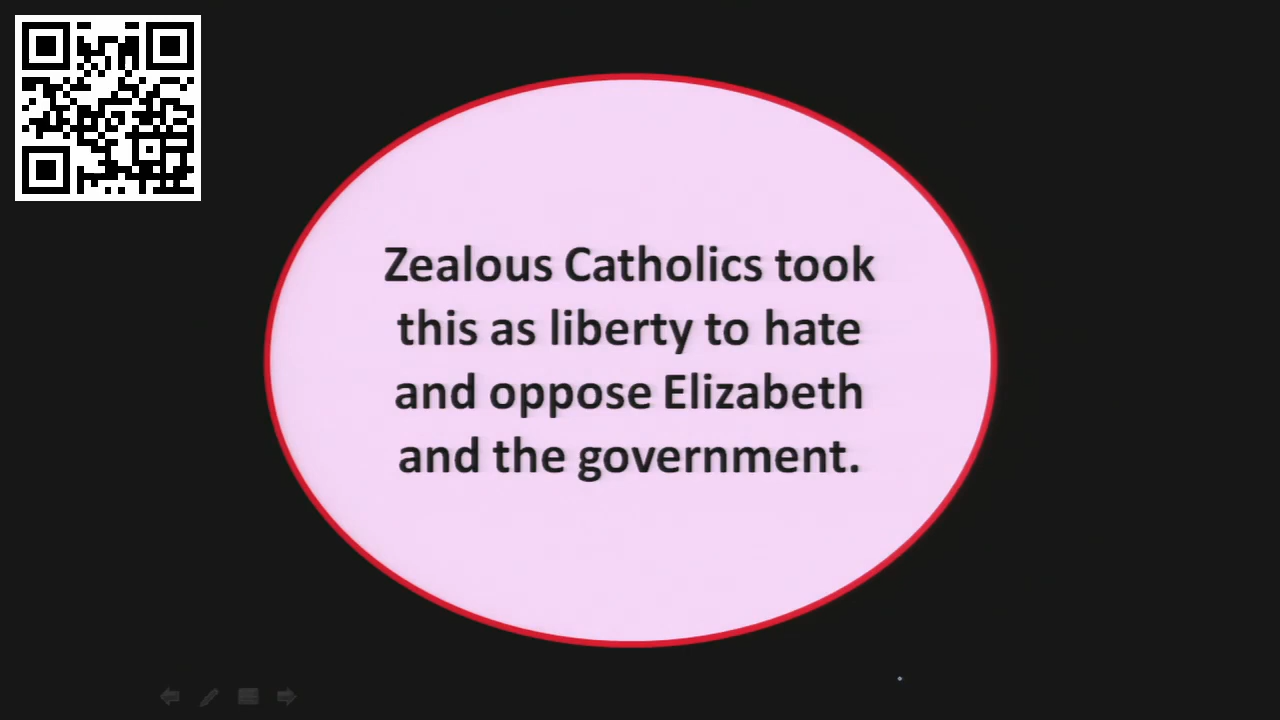 Zealous Catholics took
this as liberty to hate
and oppose Elizabeth
and the government.